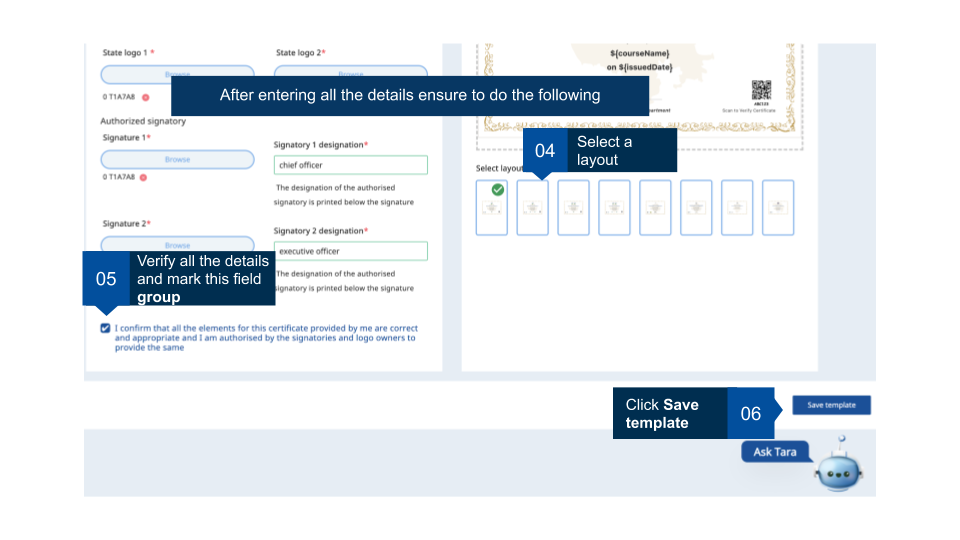 State logo 1 *
State logo 2*
Browse
Browse
0 T1A7A8
After entering all the details ensure to do the following
Authorized signatory
Signature 1*
Browse
0 T1A7A8
Signatory 1 designation*
chief officer
The designation of the authorised
signatory is printed below the signature
Signature 2*
Browse
Signatory 2 designation*
executive officer
The designation of the authorised
signatory is printed below the signature
05
Verify all the details
and mark this field
group
I confirm that all the elements for this certificate provided by me are correct
and appropriate and I am authorised by the signatories and logo owners to
provide the same
${courseName}
on ${issuedDate}
ABC123
Scan to Verify Certificate
04
Select a
layout
Select layout
Click Save
template
06
Save template
Ask Tara